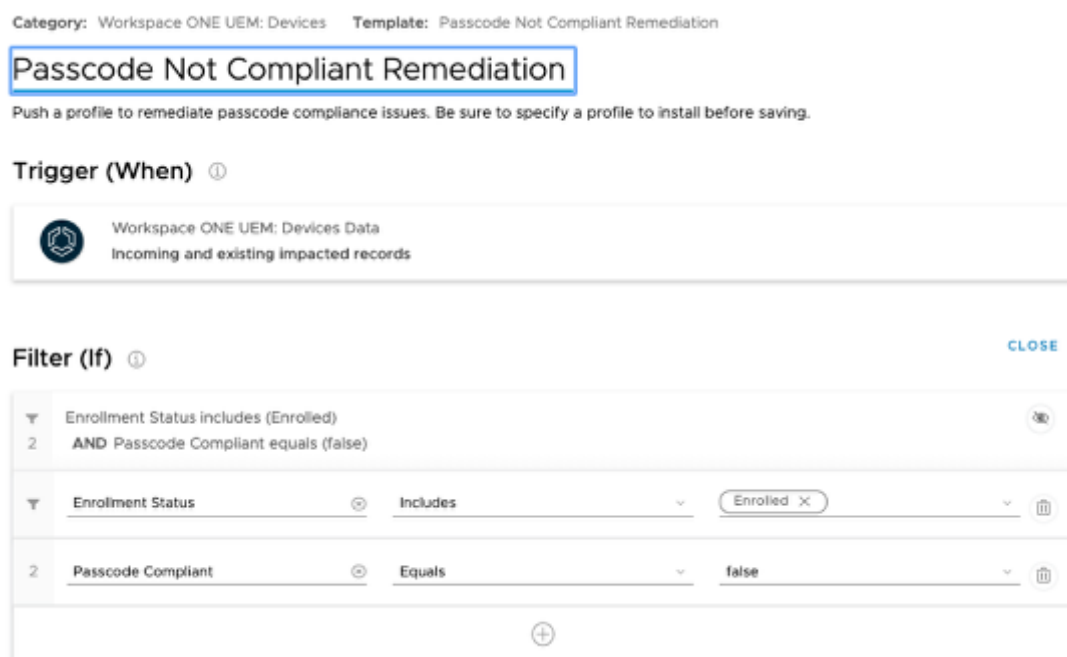 Category: Workspace ONE UEM: Devices Template: Passcode Not Compliant Remediation
Passcode Not Compliant Remediation
Push a profile to remediate passcode compliance issues. Be sure to specify a profile to install before saving.
Trigger (When)
Workspace ONE UEM: Devices Data
Incoming and existing impacted records
Filter (If)
CLOSE
Enrollment Status includes (Enrolled)
2 AND Passcode Compliant equals (false)
Enrollment Status Includes Enrolled
2 Passcode Compliant Equals false